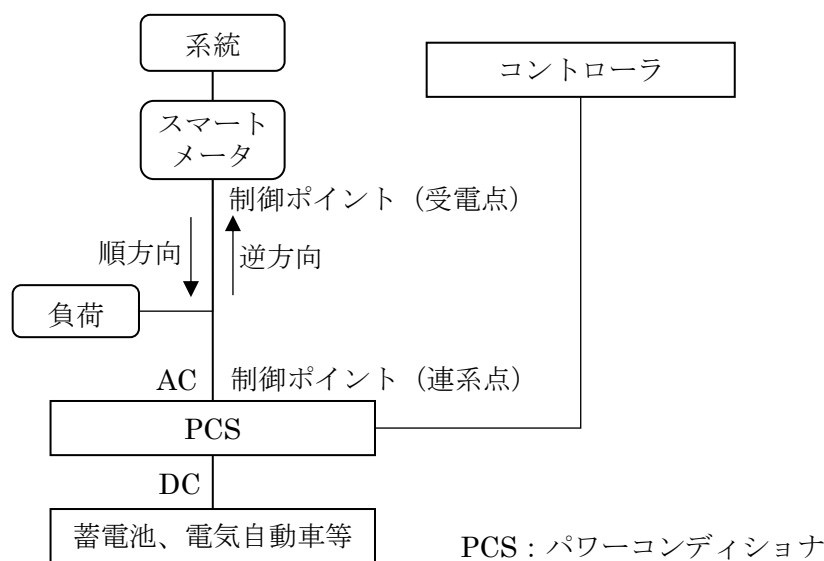 系統
コントローラ
スマート
メータ
制御ポイント（受電点）
順方向
逆方向
負荷
AC
制御ポイント（連系点）
PCS
DC
蓄電池、電気自動車等
PCS：パワーコンディショナ